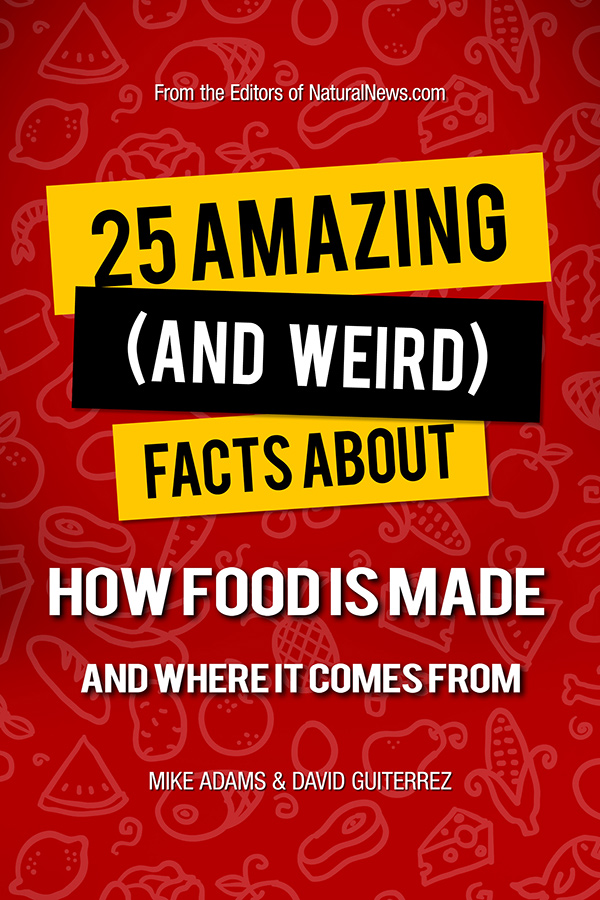 From the Editors of NaturalNews.com
25 AMAZING
(AND WEIRD)
FACTS ABOUT
HOW FOOD IS MADE
AND WHERE IT COMES FROM
MIKE ADAMS & DAVID GUITERREZ